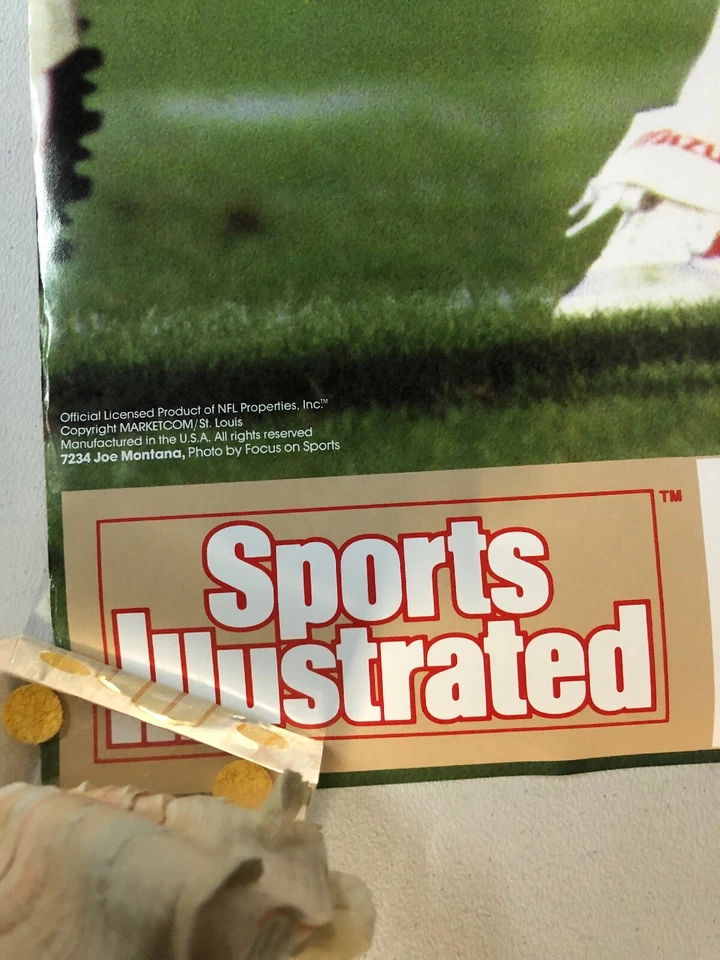 Official Licensed Product of NFL Properties, Inc.™
Copyright MARKETCOM/St. Louis
Manufactured in the U.S.A. All rights reserved
7234 Joe Montana, Photo by Focus on Sports
Sports TM
Illustrated